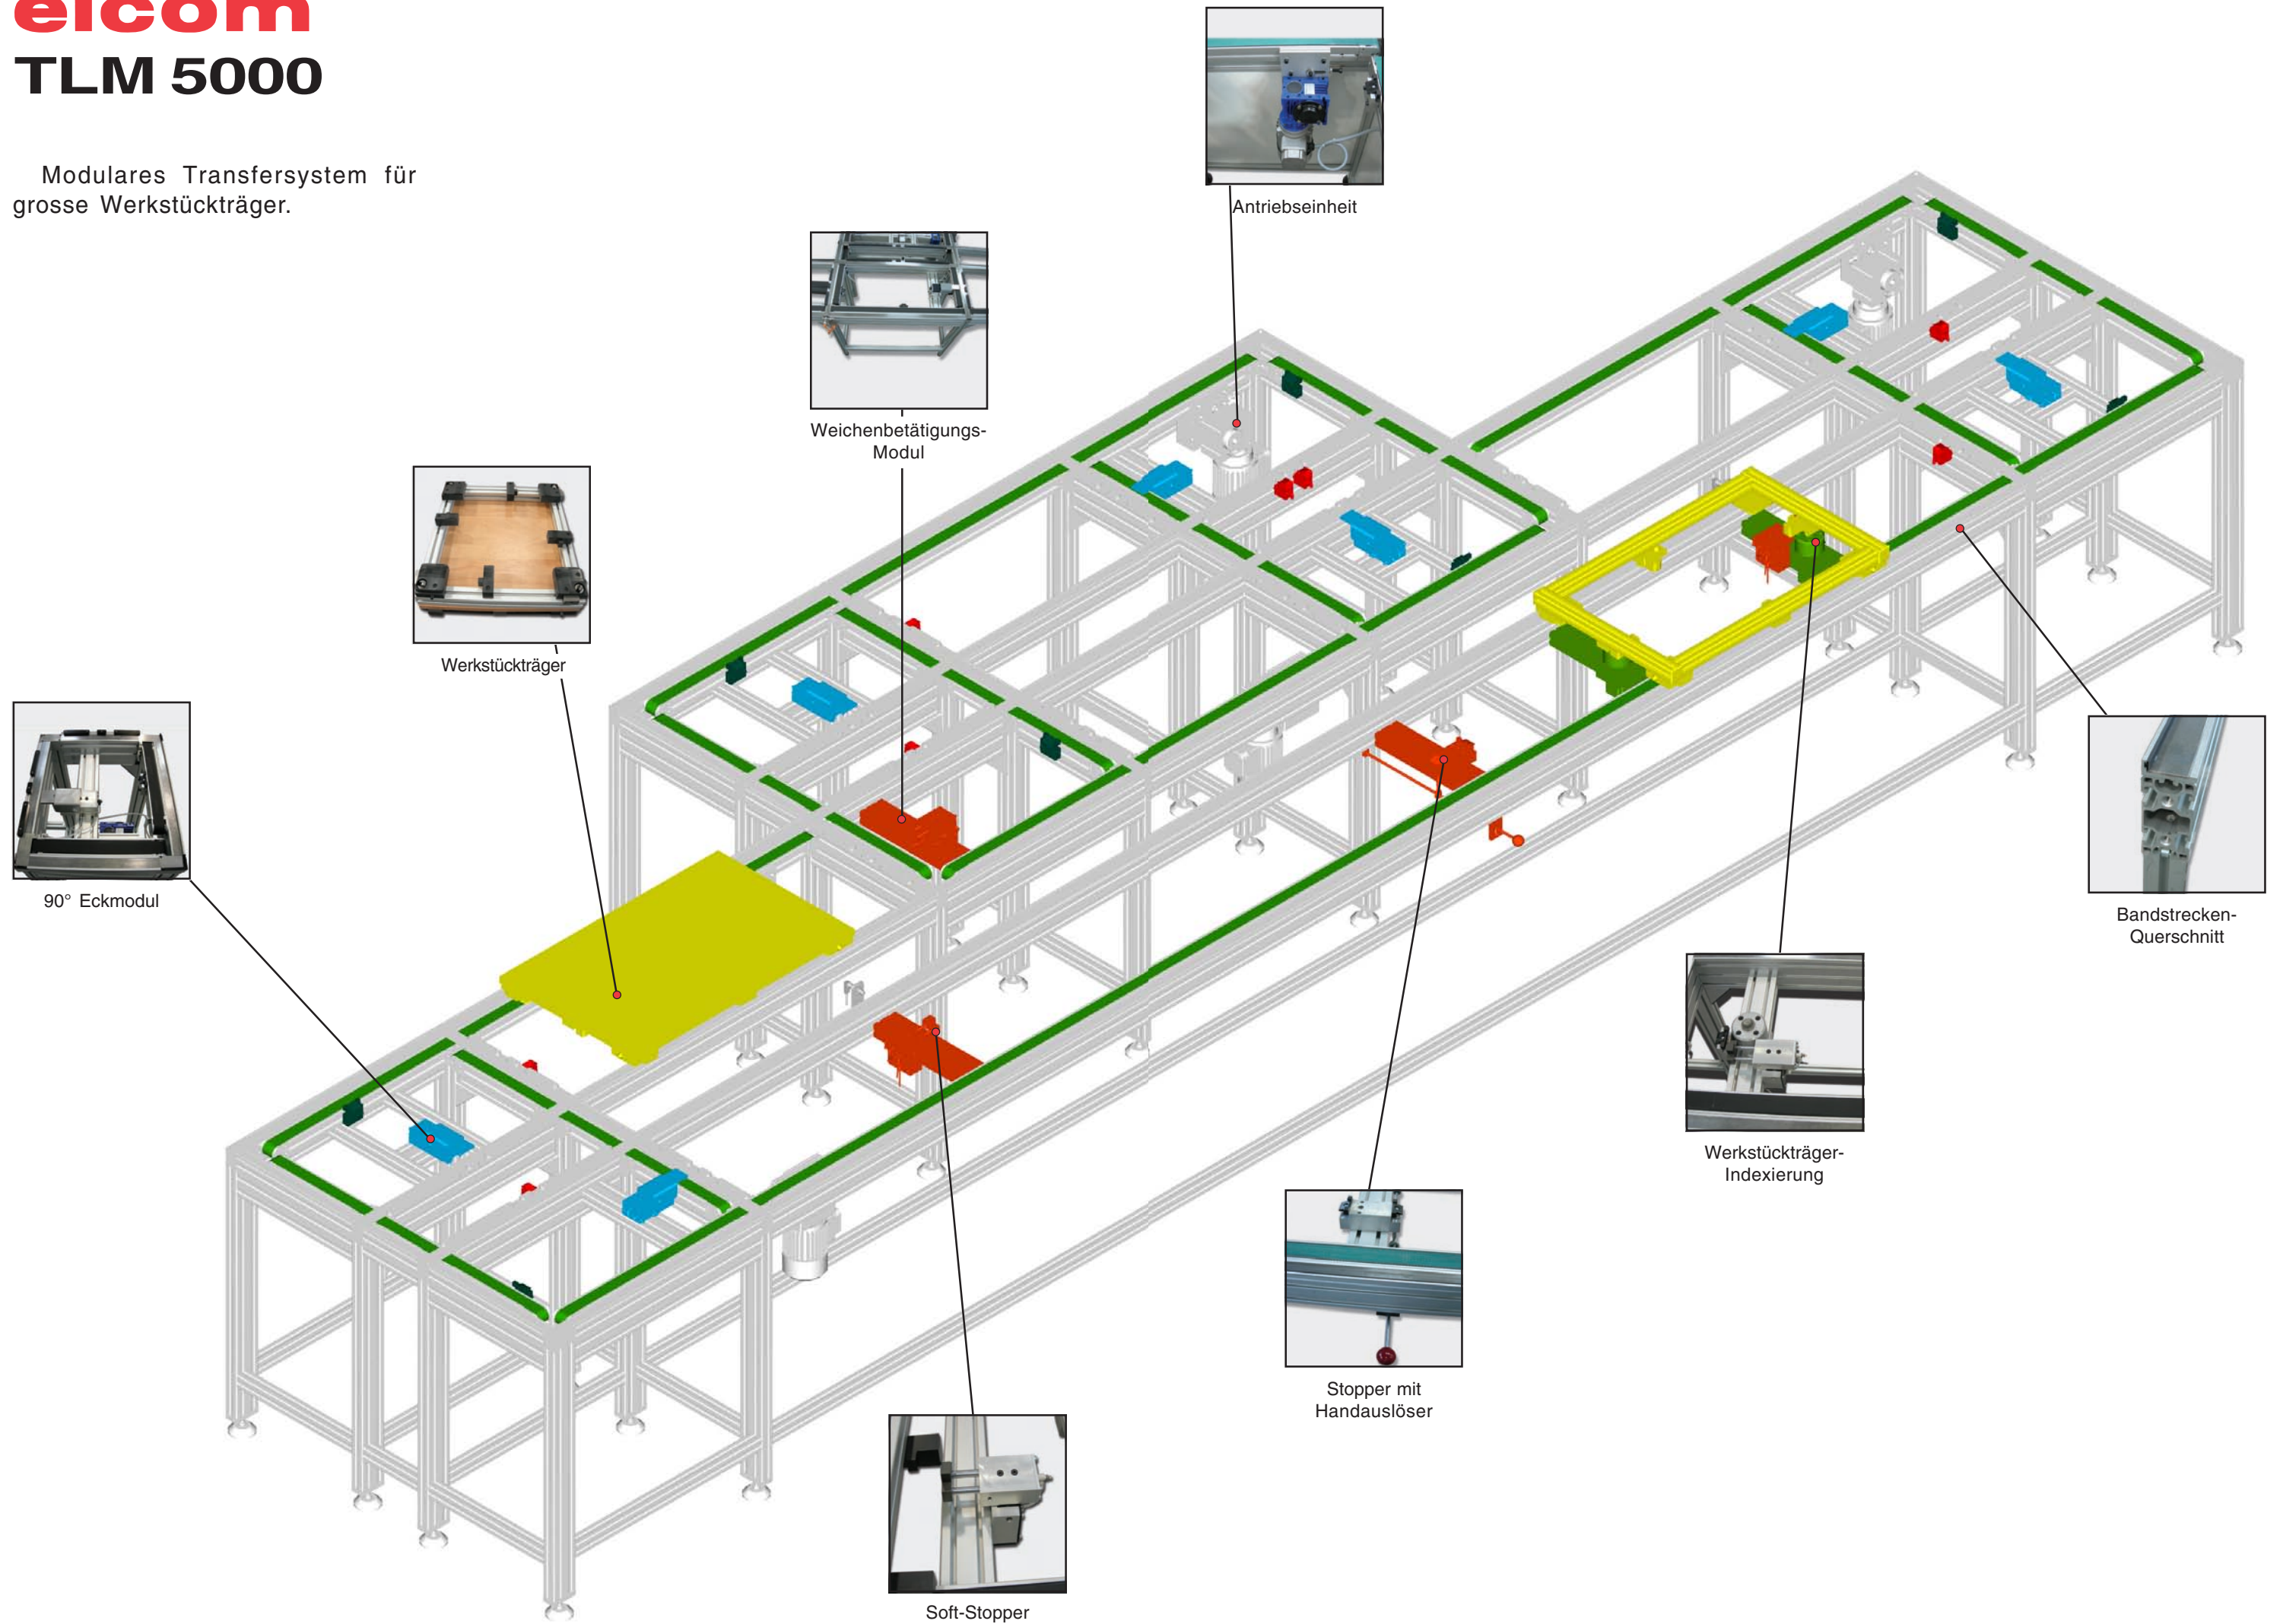 elcom
TLM 5000
Modulares Transfersystem für
grosse Werkstückträger.
Antriebseinheit
Weichenbetätigungs-
Modul
Werkstückträger
90° Eckmodul
Bandstrecken-
Querschnitt
Werkstückträger-
Indexierung
Stopper mit
Handauslöser
Soft-Stopper